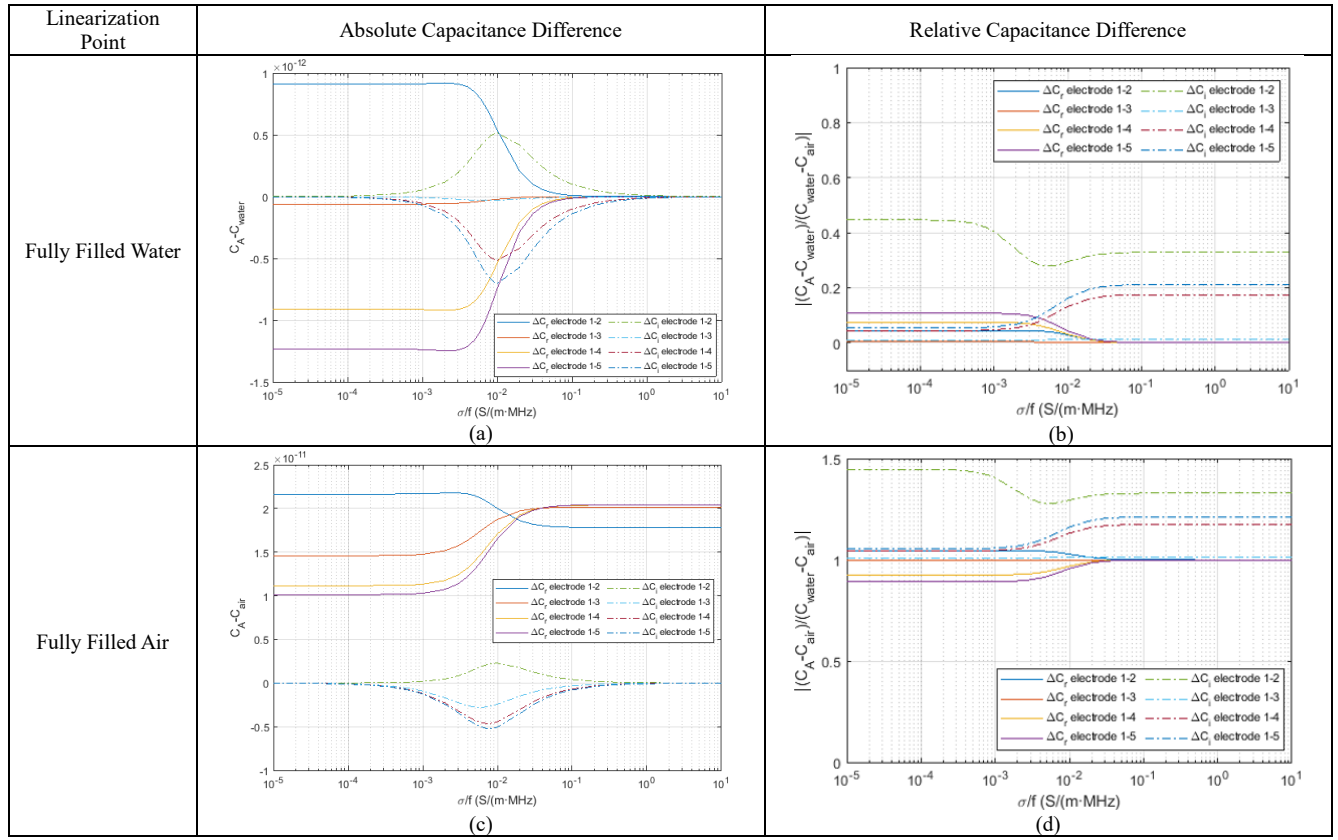 Linearization
Point
Absolute Capacitance Difference
Relative Capacitance Difference
Fully Filled Water
×10⁻¹²
1
0.5
0
-0.5
-1
-1.5
C_A-C_water
ΔC_r electrode 1-2
ΔC_r electrode 1-3
ΔC_r electrode 1-4
ΔC_r electrode 1-5
ΔC_i electrode 1-2
ΔC_i electrode 1-3
ΔC_i electrode 1-4
ΔC_i electrode 1-5
10⁻⁵ 10⁻⁴ 10⁻³ 10⁻² 10⁻¹ 10⁰ 10¹
σ/f (S/(m·MHz)
(a)
1
0.8
0.6
0.4
0.2
0
|(C_A-C_water)/(C_water-C_air)|
ΔC_r electrode 1-2
ΔC_r electrode 1-3
ΔC_r electrode 1-4
ΔC_r electrode 1-5
ΔC_i electrode 1-2
ΔC_i electrode 1-3
ΔC_i electrode 1-4
ΔC_i electrode 1-5
10⁻⁵ 10⁻⁴ 10⁻³ 10⁻² 10⁻¹ 10⁰ 10¹
σ/f (S/(m·MHz)
(b)
Fully Filled Air
×10⁻¹¹
2.5
2
1.5
1
0.5
0
-0.5
-1
C_A-C_air
ΔC_r electrode 1-2
ΔC_r electrode 1-3
ΔC_r electrode 1-4
ΔC_r electrode 1-5
ΔC_i electrode 1-2
ΔC_i electrode 1-3
ΔC_i electrode 1-4
ΔC_i electrode 1-5
10⁻⁵ 10⁻⁴ 10⁻³ 10⁻² 10⁻¹ 10⁰ 10¹
σ/f (S/(m·MHz)
(c)
1.5
1
0.5
0
|(C_A-C_air)/(C_water-C_air)|
ΔC_r electrode 1-2
ΔC_r electrode 1-3
ΔC_r electrode 1-4
ΔC_r electrode 1-5
ΔC_i electrode 1-2
ΔC_i electrode 1-3
ΔC_i electrode 1-4
ΔC_i electrode 1-5
10⁻⁵ 10⁻⁴ 10⁻³ 10⁻² 10⁻¹ 10⁰ 10¹
σ/f (S/(m·MHz)
(d)